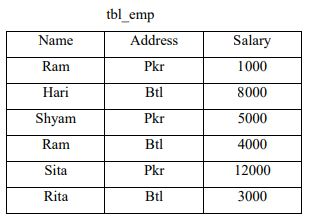 tbl_emp
Name Address Salary
Ram Pkr 1000
Hari Btl 8000
Shyam Pkr 5000
Ram Btl 4000
Sita Pkr 12000
Rita Btl 3000